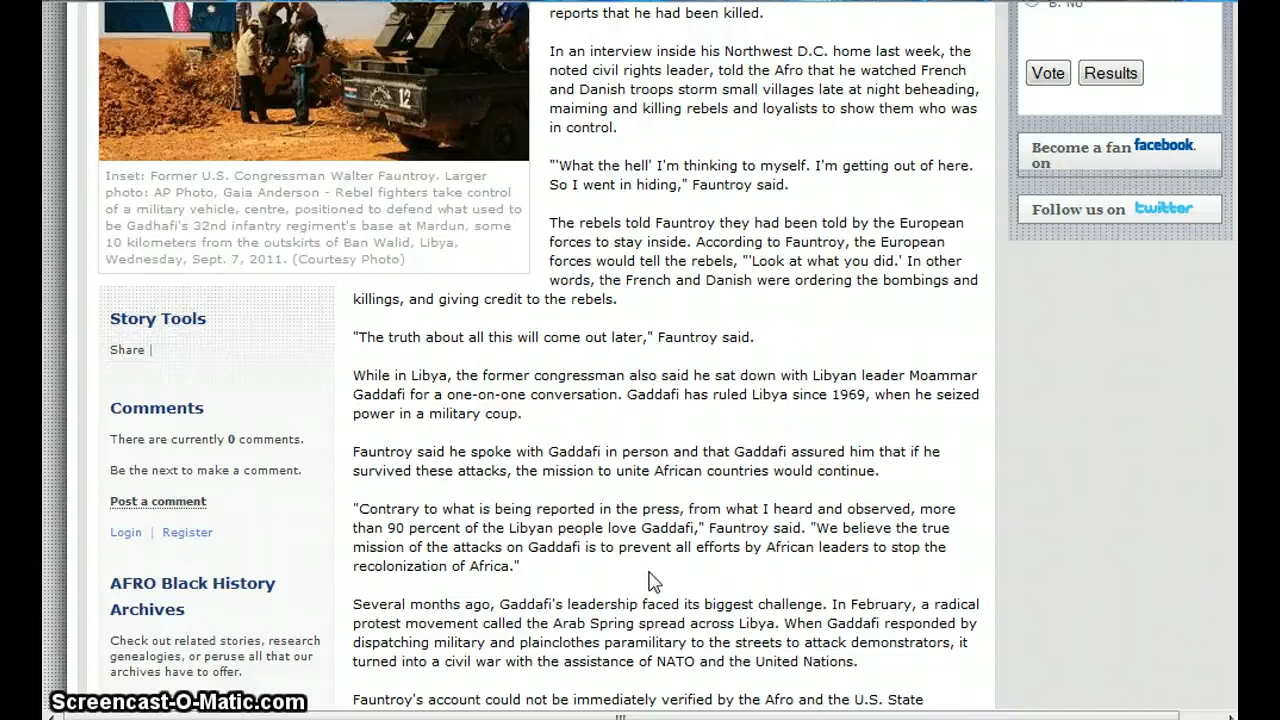 reports that he had been killed.
In an interview inside his Northwest D.C. home last week, the
noted civil rights leader, told the Afro that he watched French
and Danish troops storm small villages late at night beheading,
maiming and killing rebels and loyalists to show them who was
in control.
"'What the hell' I'm thinking to myself. I'm getting out of here.
So I went in hiding," Fauntroy said.
The rebels told Fauntroy they had been told by the European
forces to stay inside. According to Fauntroy, the European
forces would tell the rebels, "'Look at what you did.' In other
words, the French and Danish were ordering the bombings and
killings, and giving credit to the rebels.
"The truth about all this will come out later," Fauntroy said.
While in Libya, the former congressman also said he sat down with Libyan leader Moammar
Gaddafi for a one-on-one conversation. Gaddafi has ruled Libya since 1969, when he seized
power in a military coup.
Fauntroy said he spoke with Gaddafi in person and that Gaddafi assured him that if he
survived these attacks, the mission to unite African countries would continue.
"Contrary to what is being reported in the press, from what I heard and observed, more
than 90 percent of the Libyan people love Gaddafi," Fauntroy said. "We believe the true
mission of the attacks on Gaddafi is to prevent all efforts by African leaders to stop the
recolonization of Africa."
Several months ago, Gaddafi's leadership faced its biggest challenge. In February, a radical
protest movement called the Arab Spring spread across Libya. When Gaddafi responded by
dispatching military and plainclothes paramilitary to the streets to attack demonstrators, it
turned into a civil war with the assistance of NATO and the United Nations.
Fauntroy's account could not be immediately verified by the Afro and the U.S. State
12
Inset: Former U.S. Congressman Walter Fauntroy. Larger
photo: AP Photo, Gaia Anderson - Rebel fighters take control
of a military vehicle, centre, positioned to defend what used to
be Gadhafi's 32nd infantry regiment's base at Mardun, some
10 kilometers from the outskirts of Ban Walid, Libya,
Wednesday, Sept. 7, 2011. (Courtesy Photo)
Story Tools
Share |
Comments
There are currently 0 comments.
Be the next to make a comment.
Post a comment
Login | Register
AFRO Black History
Archives
Check out related stories, research
genealogies, or peruse all that our
archives have to offer.
B. No
Vote Results
Become a fan facebook.
on
Follow us on twitter
Screencast-O-Matic.com